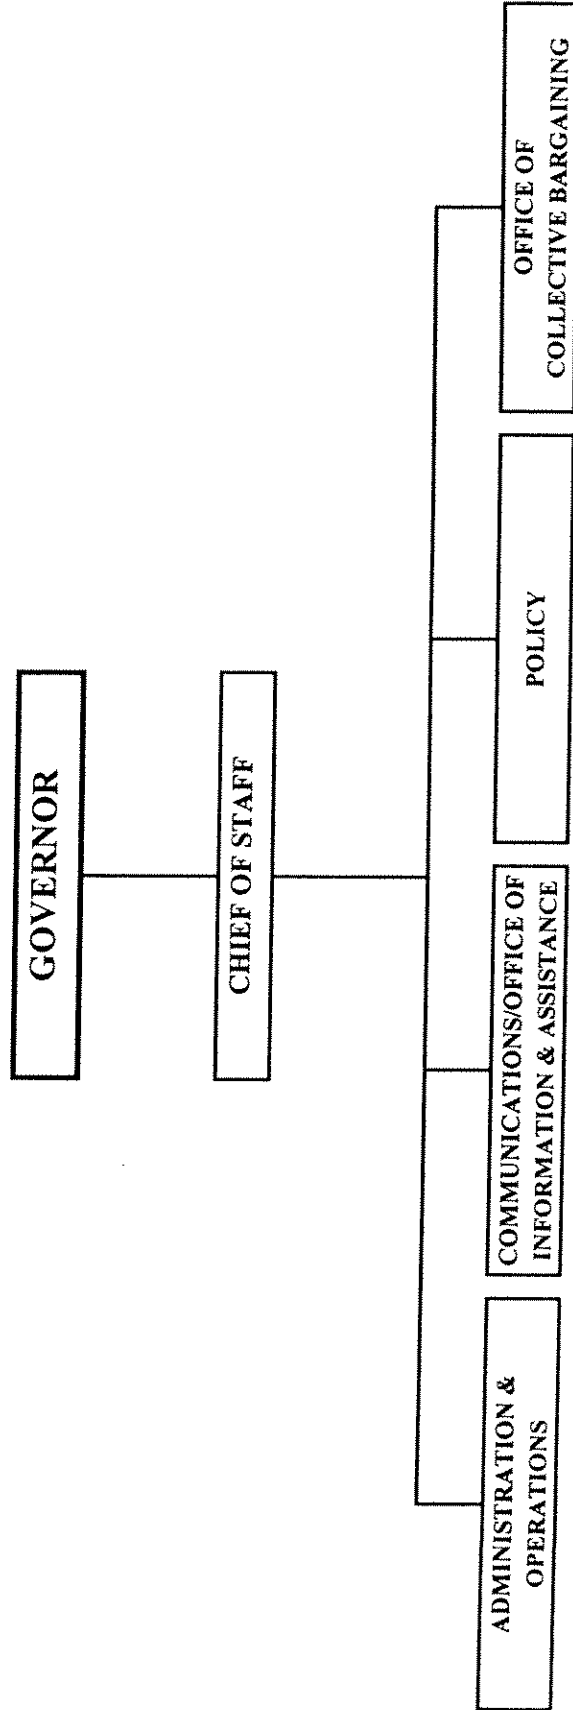 GOVERNOR
CHIEF OF STAFF
ADMINISTRATION &
OPERATIONS
COMMUNICATIONS/OFFICE OF
INFORMATION & ASSISTANCE
POLICY
OFFICE OF
COLLECTIVE BARGAINING